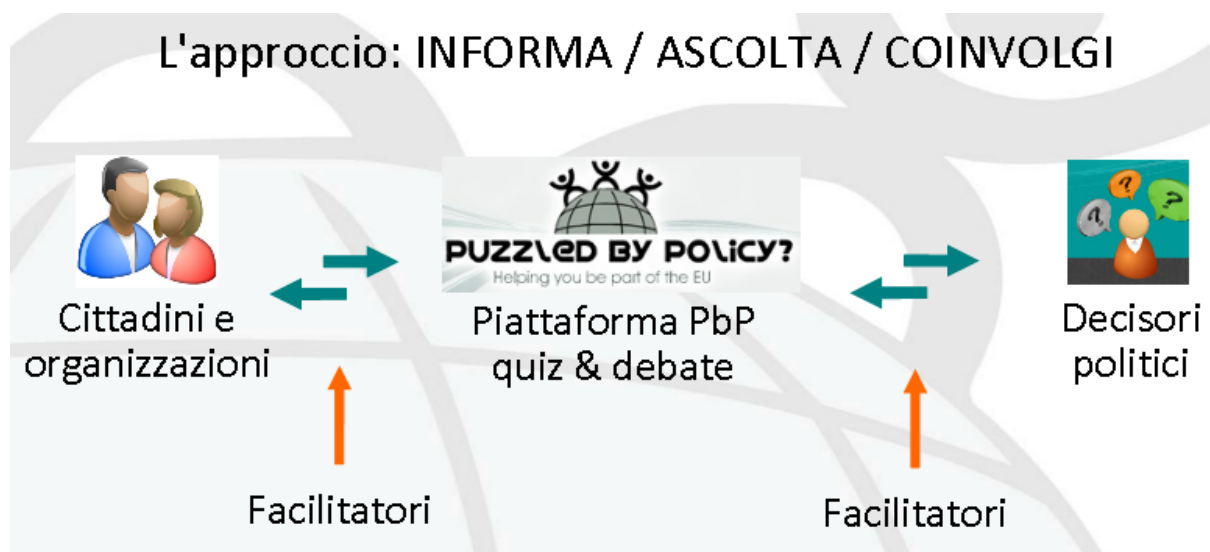 L'approccio: INFORMA / ASCOLTA / COINVOLGI
PUZZLED BY POLICY?
Helping you be part of the EU
Cittadini e
organizzazioni
Piattaforma PbP
quiz & debate
Decisori
politici
Facilitatori
Facilitatori